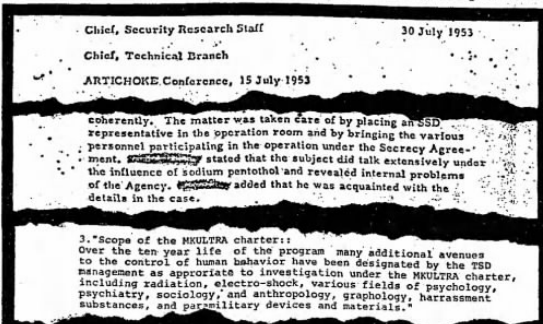 Chief, Security Research Staff 30 July 1953
Chief, Technical Branch
ARTICHOKE Conference, 15 July 1953
coherently. The matter was taken care of by placing an SSD
representative in the operation room and by bringing the various
personnel participating in the operation under the Secrecy Agree-
ment. stated that the subject did talk extensively under
the influence of sodium pentothol and revealed internal problems
of the Agency. added that he was acquainted with the
details in the case.
3."Scope of the MKULTRA charter::
Over the ten year life of the program many additional avenues
to the control of human behavior have been designated by the TSD
management as approriate to investigation under the MKULTRA charter,
including radiation, electro-shock, various fields of psychology,
psychiatry, sociology, and anthropology, graphology, harrassment
substances, and paramilitary devices and materials."